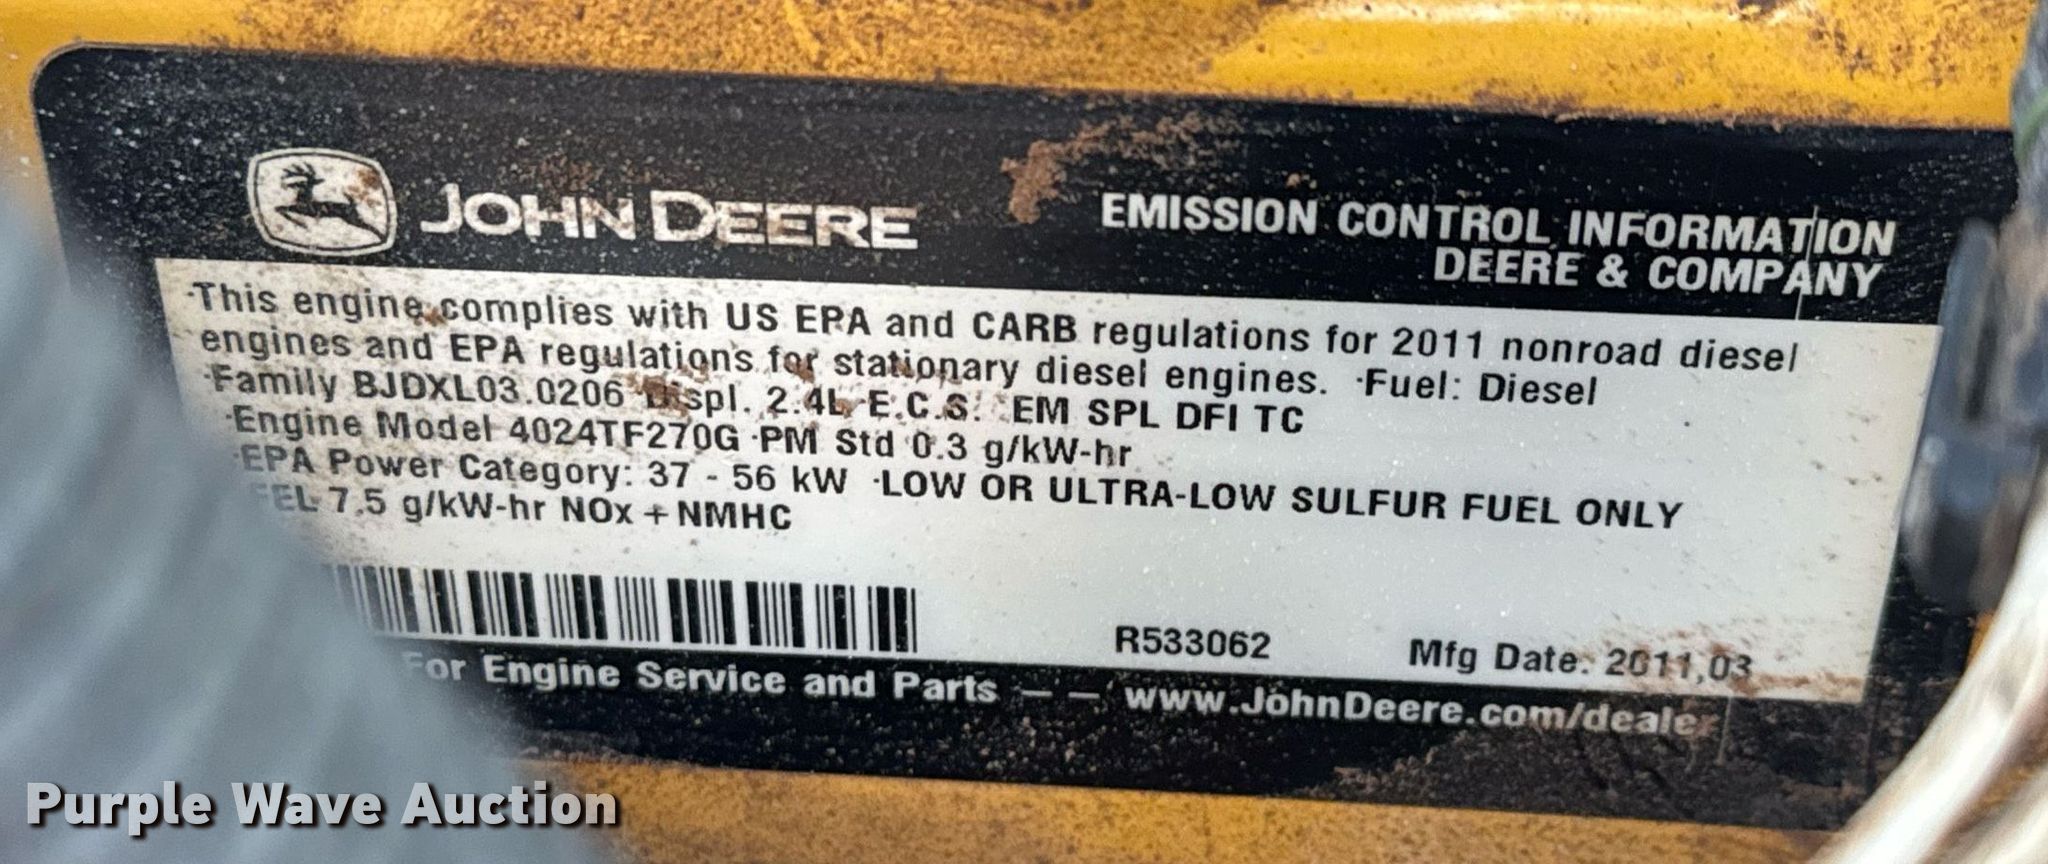 JOHN DEERE
EMISSION CONTROL INFORMATION
DEERE & COMPANY
·This engine complies with US EPA and CARB regulations for 2011 nonroad diesel
engines and EPA regulations for stationary diesel engines. ·Fuel: Diesel
·Family BJDXL03.0206 Displ. 2.4L E.C.S. EM SPL DFI TC
·Engine Model 4024TF270G ·PM Std 0.3 g/kW-hr
·EPA Power Category: 37 - 56 kW ·LOW OR ULTRA-LOW SULFUR FUEL ONLY
FEL 7.5 g/kW-hr NOx + NMHC
R533062
Mfg Date: 2011,03
For Engine Service and Parts – – www.JohnDeere.com/dealer
Purple Wave Auction